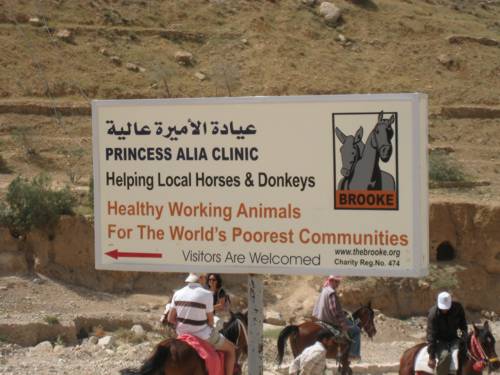 عيادة الأميرة عالية
PRINCESS ALIA CLINIC
Helping Local Horses & Donkeys
BROOKE
Healthy Working Animals
For The World's Poorest Communities
Visitors Are Welcomed
www.thebrooke.org
Charity Reg.No. 474